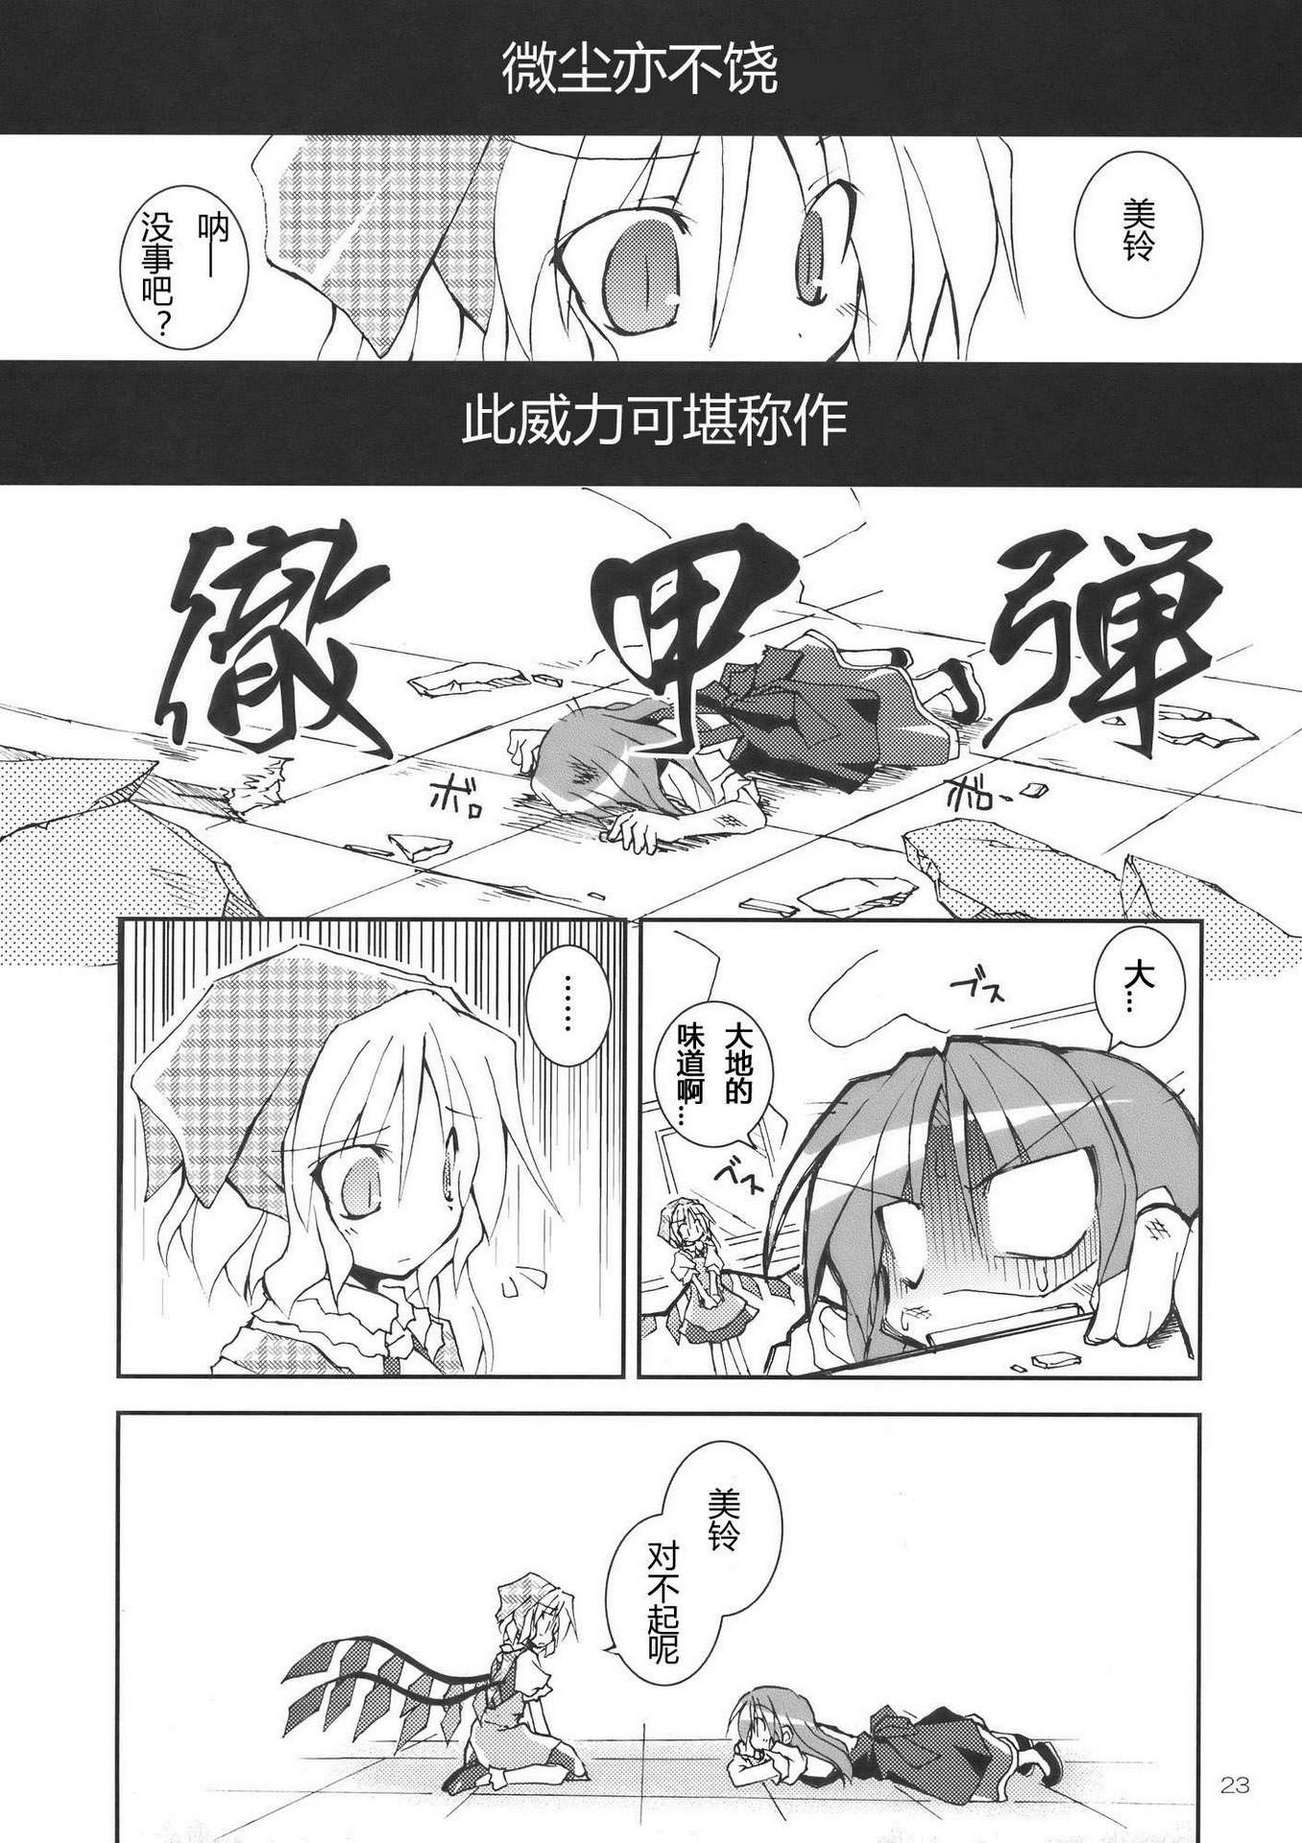 微尘亦不饶
美铃
呐—
没事吧？
此威力可堪称作
徹甲弾
ボロ
ボロ
大…
ブス
大地的
味道啊…
ブス
……
美铃
对不起呢
23